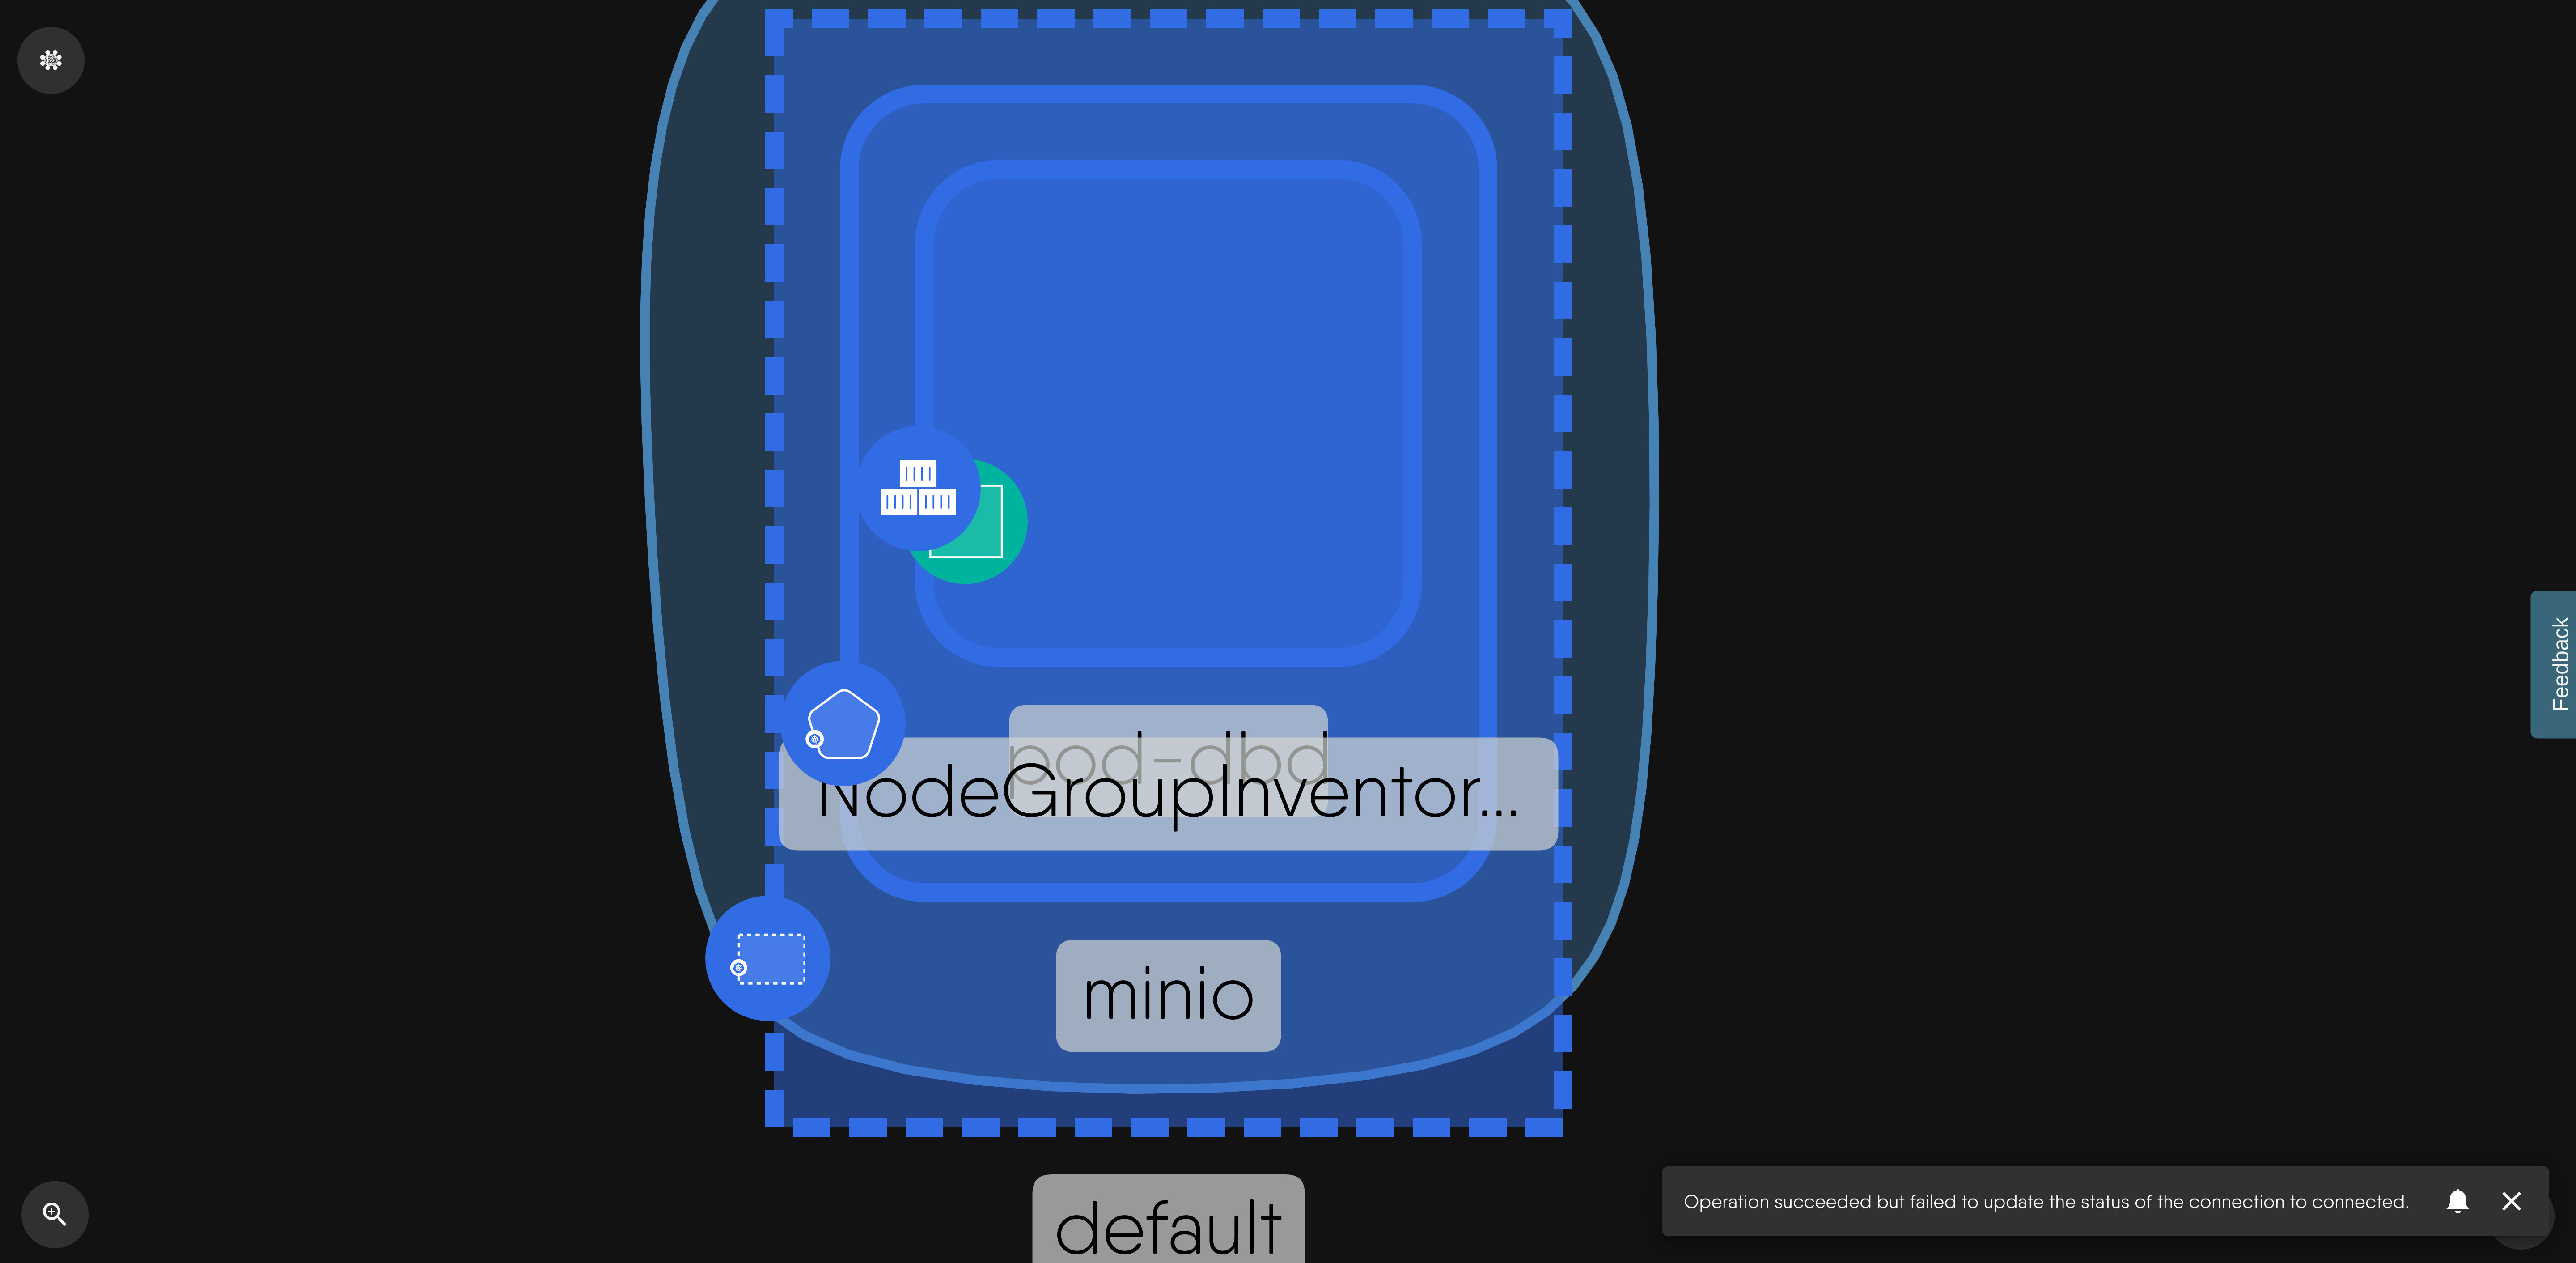 pod-dbd
NodeGroupInventor...
minio
default
Feedback
Operation succeeded but failed to update the status of the connection to connected.